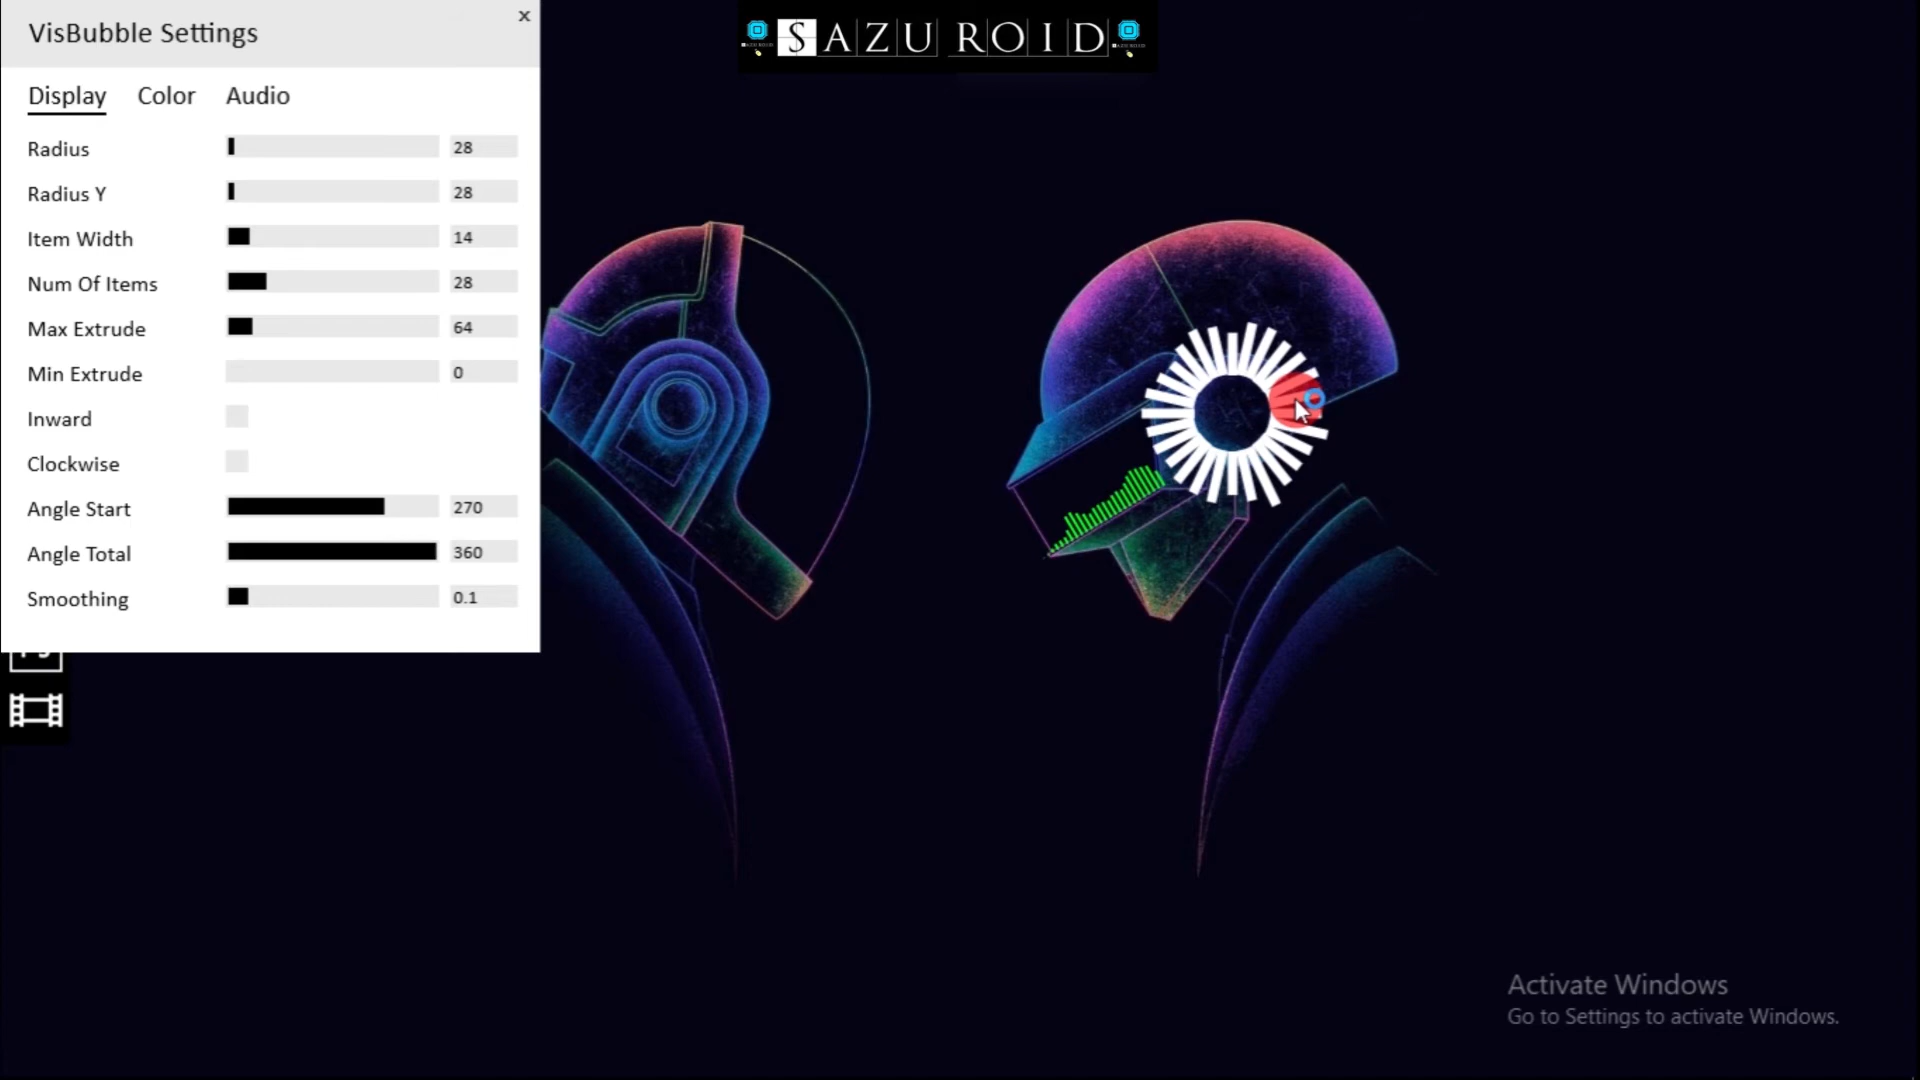 VisBubble Settings
x
Display Color Audio
Radius 28
Radius Y 28
Item Width 14
Num Of Items 28
Max Extrude 64
Min Extrude 0
Inward
Clockwise
Angle Start 270
Angle Total 360
Smoothing 0.1
SAZU ROID
Activate Windows
Go to Settings to activate Windows.